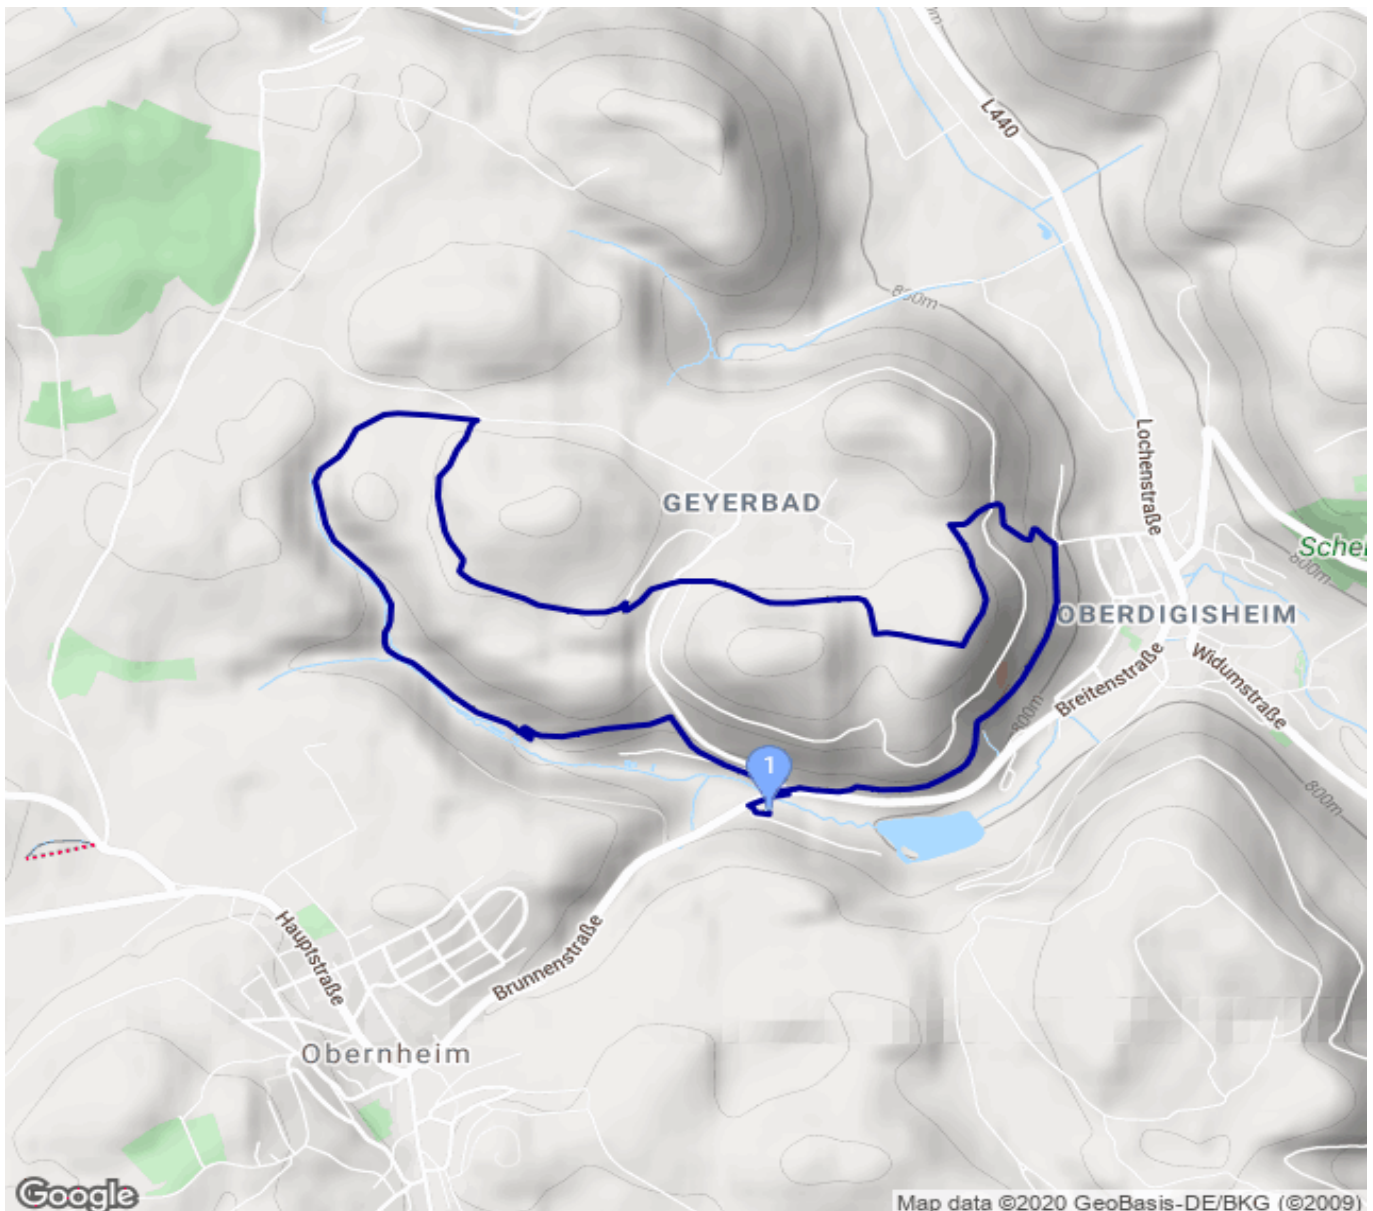 800m
L440
800m
Lochenstraße
GEYERBAD
800m
OBERDIGISHEIM
Breitenstraße
Widumstraße
800m
1
800m
Hauptstraße
Brunnenstraße
Obernheim
Google
Map data ©2020 GeoBasis-DE/BKG (©2009)